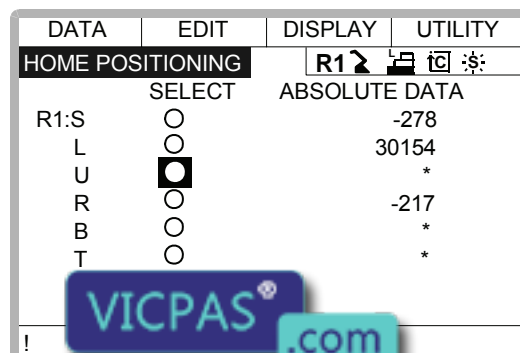 DATA EDIT DISPLAY UTILITY
HOME POSITIONING R1 C S
SELECT ABSOLUTE DATA
R1:S -278
L 30154
U *
R -217
B *
T *
VICPAS®
.com
!